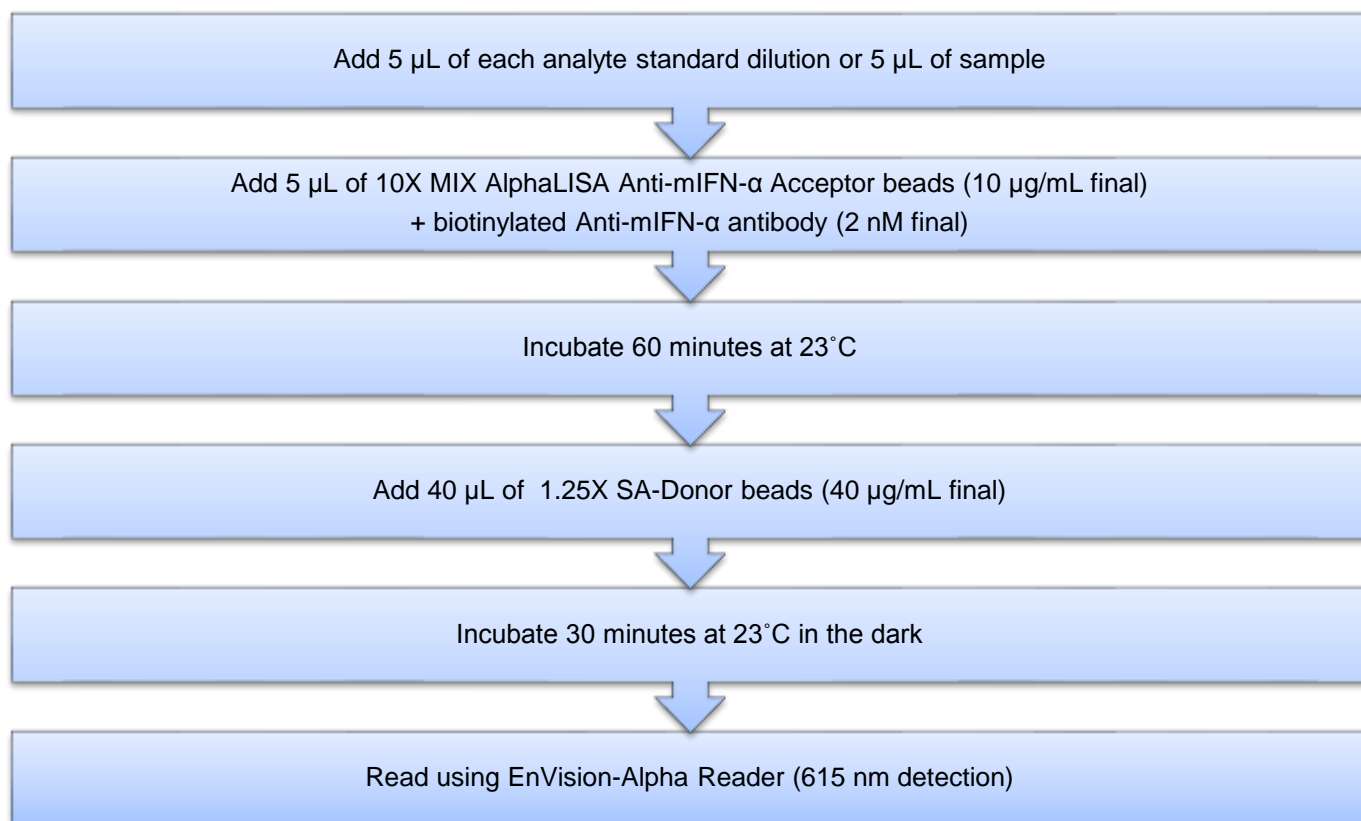 Add 5 µL of each analyte standard dilution or 5 µL of sample
Add 5 µL of 10X MIX AlphaLISA Anti-mIFN-α Acceptor beads (10 µg/mL final)
+ biotinylated Anti-mIFN-α antibody (2 nM final)
Incubate 60 minutes at 23˚C
Add 40 µL of  1.25X SA-Donor beads (40 µg/mL final)
Incubate 30 minutes at 23˚C in the dark
Read using EnVision-Alpha Reader (615 nm detection)